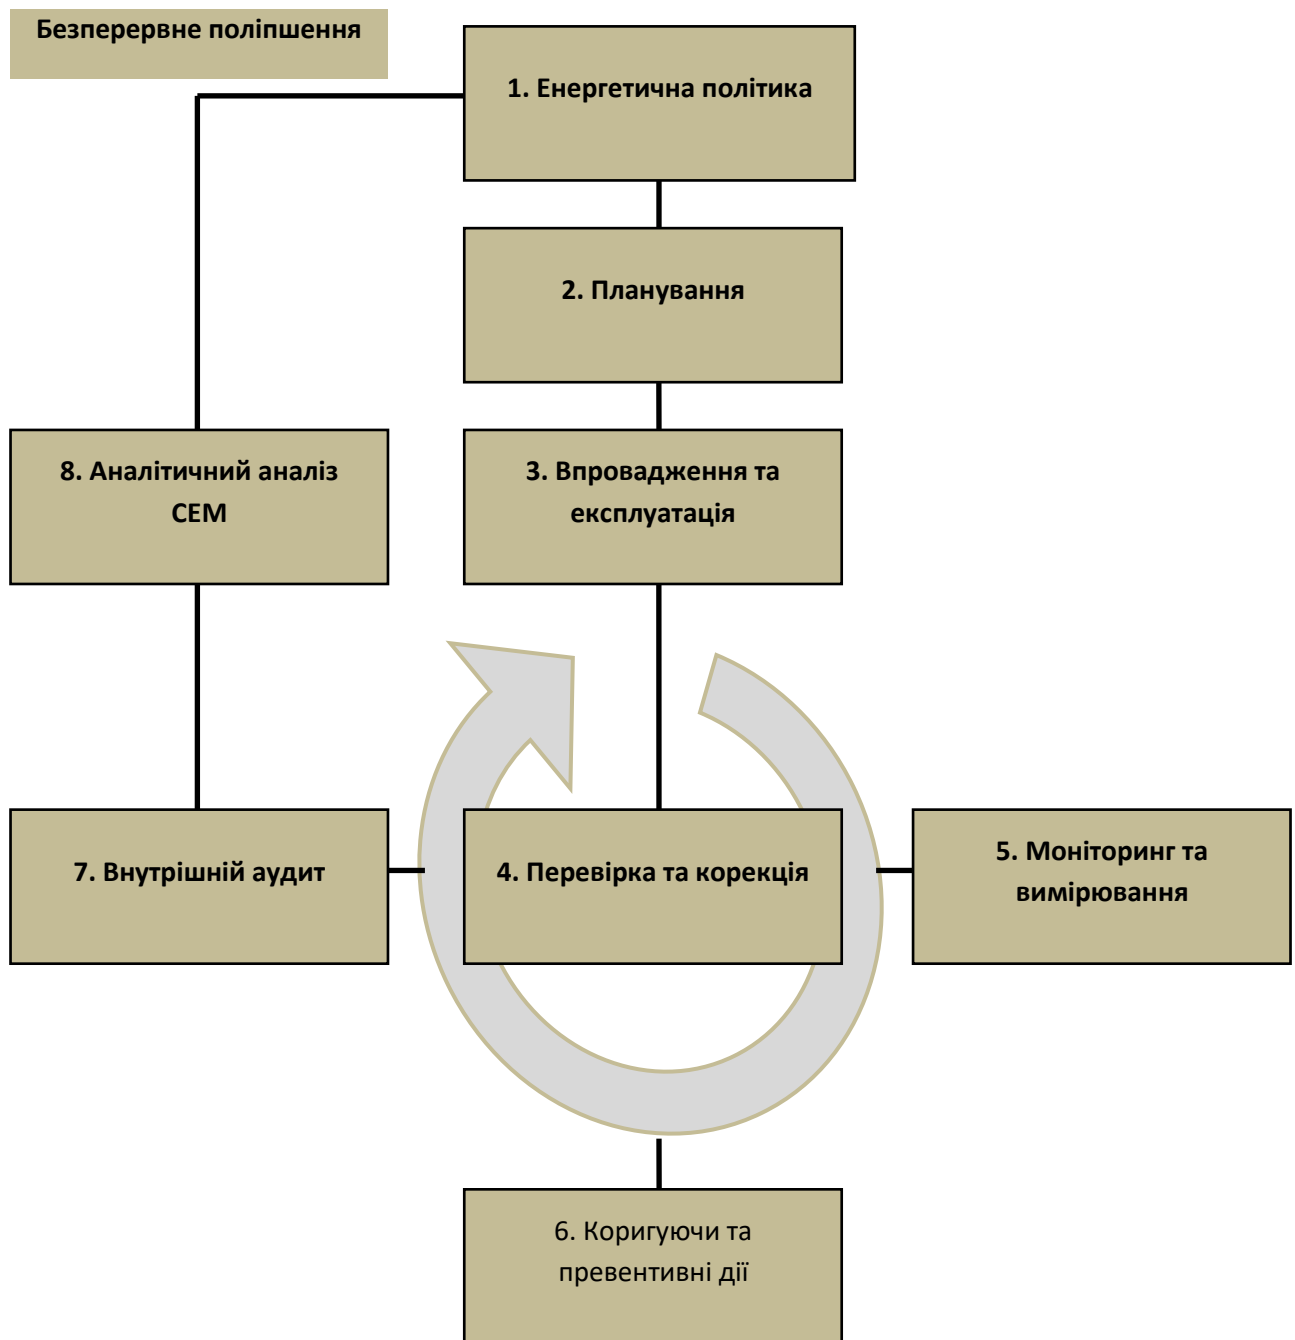 Безперервне поліпшення
1. Енергетична політика
2. Планування
8. Аналітичний аналіз
СЕМ
3. Впровадження та
експлуатація
7. Внутрішній аудит
4. Перевірка та корекція
5. Моніторинг та
вимірювання
6. Коригуючи та
превентивні дії